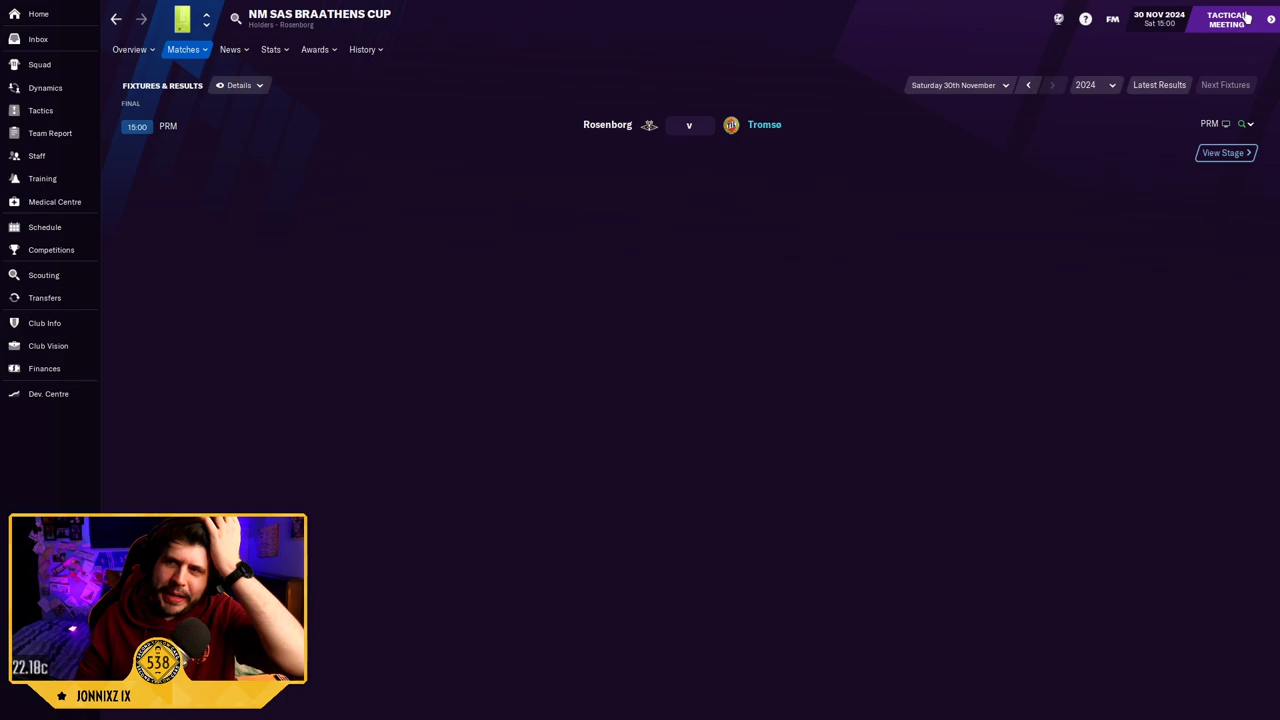 Home
Inbox
Squad
Dynamics
Tactics
Team Report
Staff
Training
Medical Centre
Schedule
Competitions
Scouting
Transfers
Club Info
Club Vision
Finances
Dev. Centre
NM SAS BRAATHENS CUP
Holders - Rosenborg
FM
30 NOV 2024
Sat 15:00
TACTICAL
MEETING
Overview
Matches
News
Stats
Awards
History
FIXTURES & RESULTS
Details
Saturday 30th November
2024
Latest Results
Next Fixtures
FINAL
15:00 PRM
Rosenborg v Tromsø
PRM
View Stage
22.18c
538
JONNIXZ IX